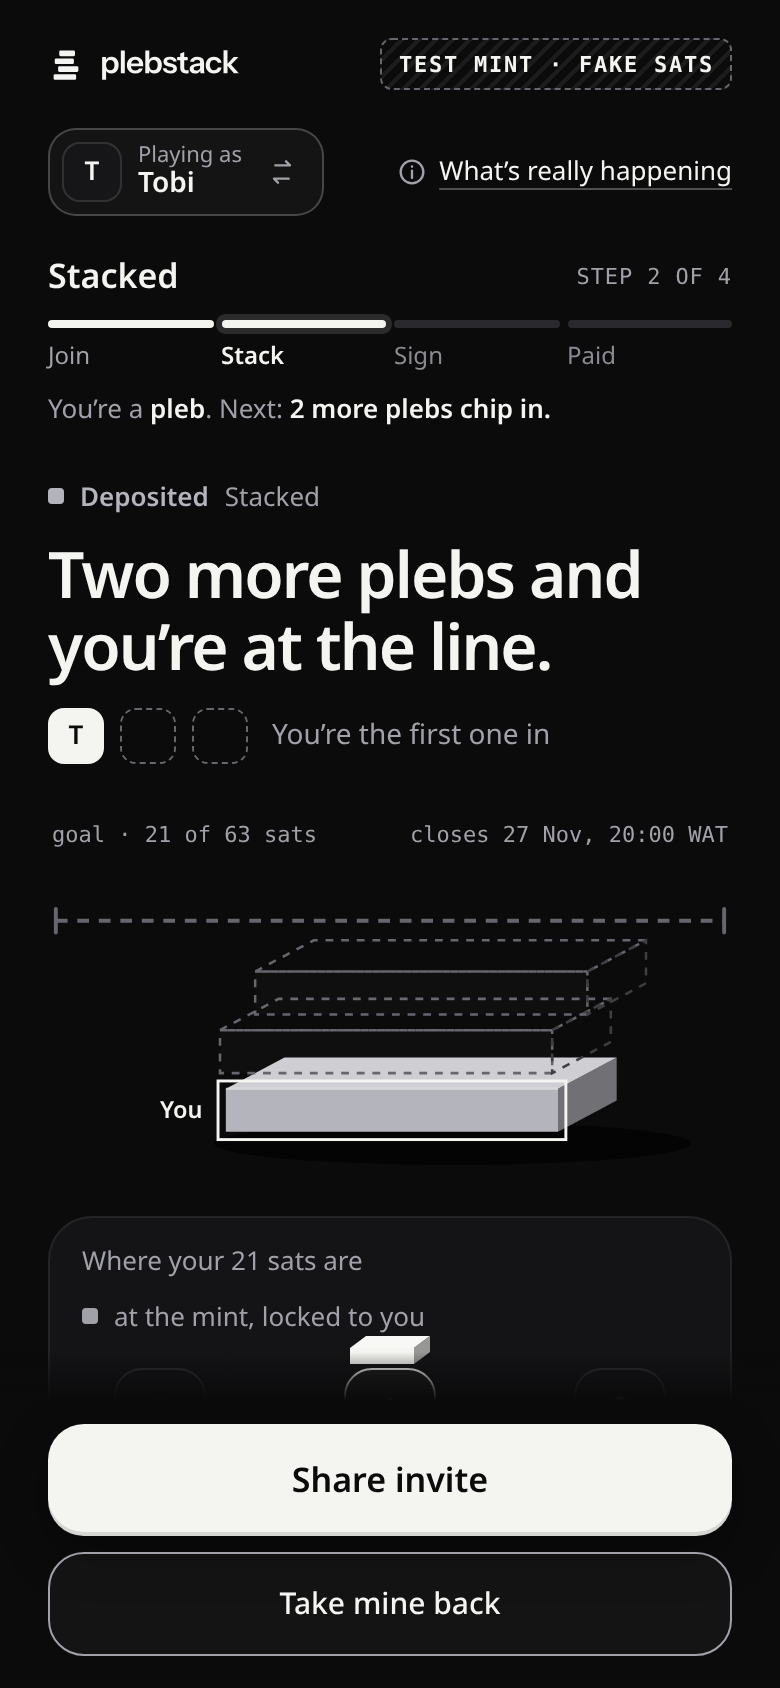 plebstack
TEST MINT · FAKE SATS
T
Playing as
Tobi
What’s really happening
Stacked
STEP 2 OF 4
Join
Stack
Sign
Paid
You’re a pleb. Next: 2 more plebs chip in.
Deposited Stacked
Two more plebs and
you’re at the line.
T
You’re the first one in
goal · 21 of 63 sats
closes 27 Nov, 20:00 WAT
You
Where your 21 sats are
at the mint, locked to you
Share invite
Take mine back